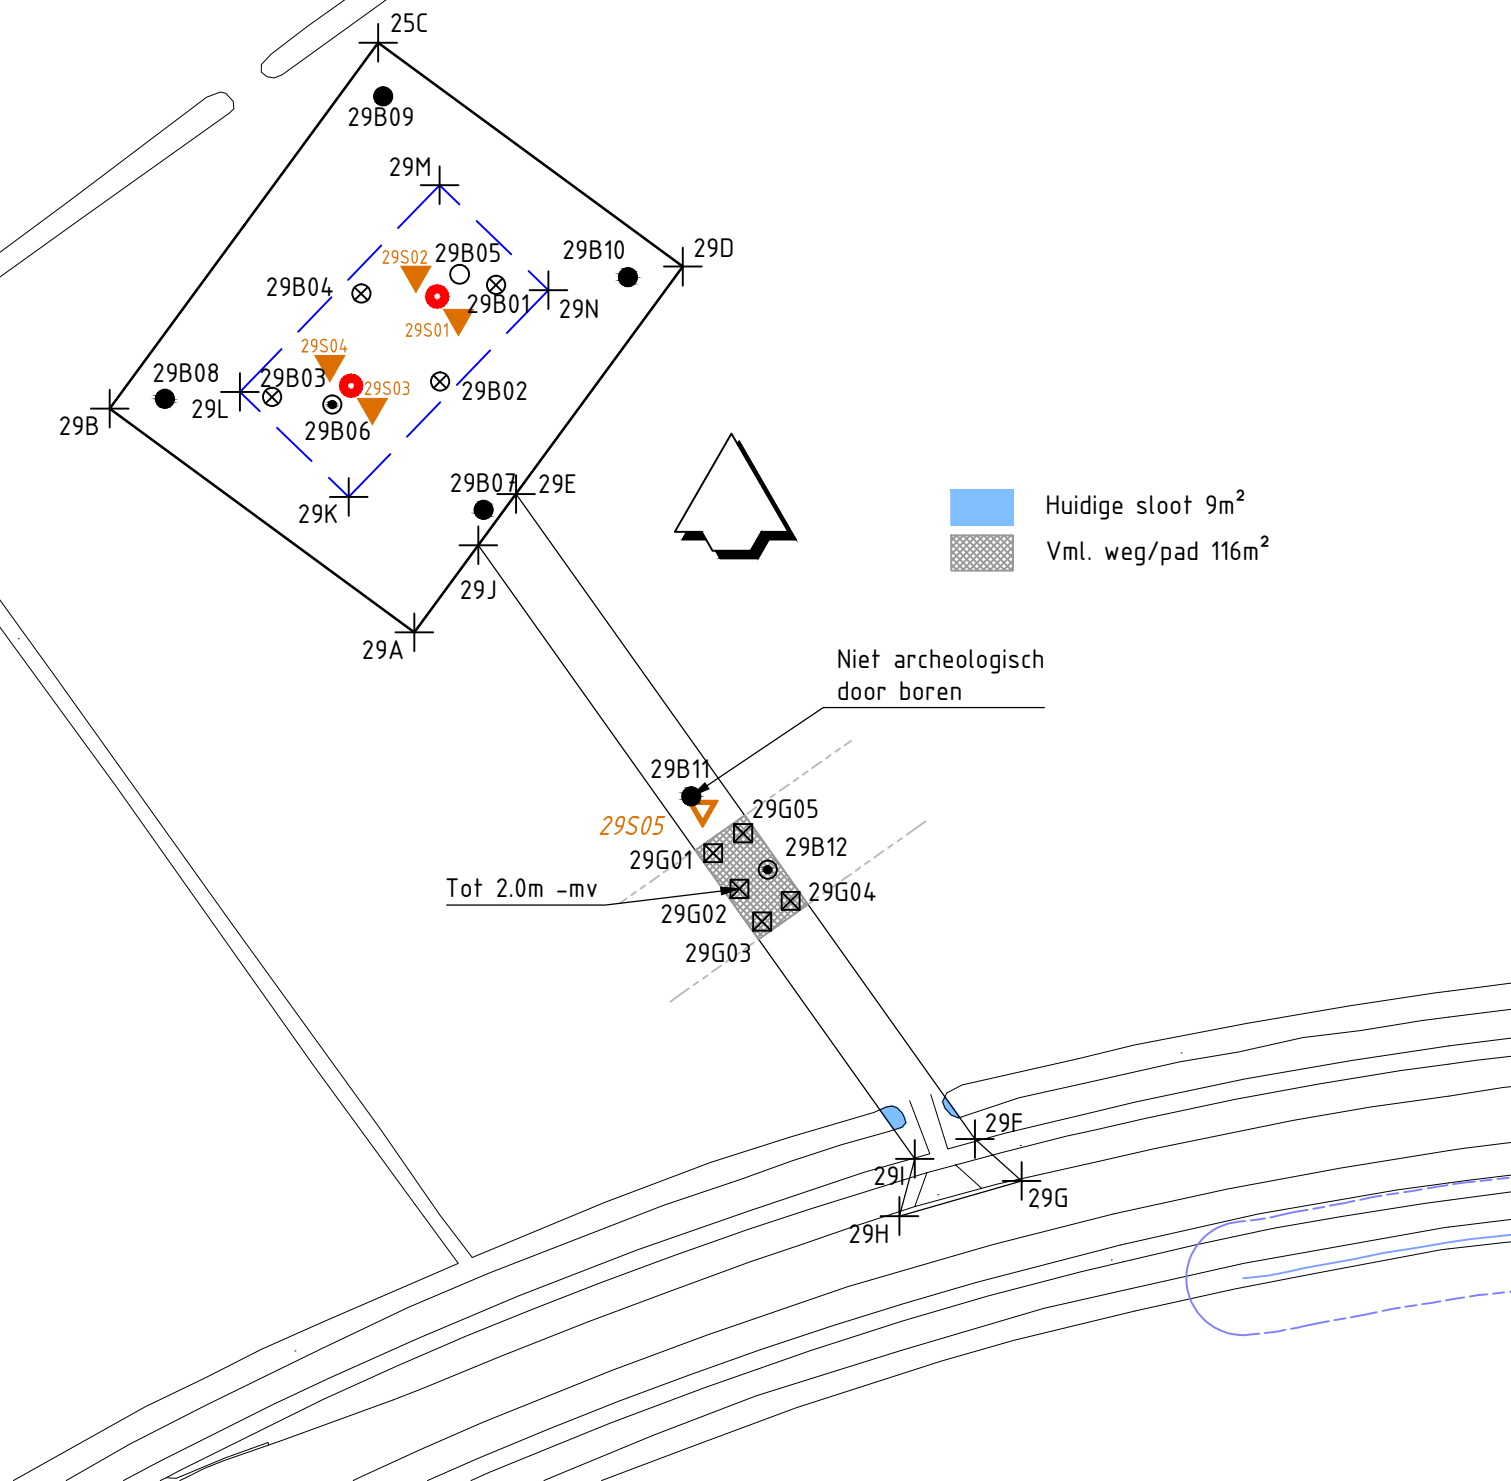 25C
29B09
29M
29S02
29B05
29B10
29D
29B04
29B01
29N
29S01
29S04
29B08
29B03
29S03
29B02
29L
29B
29B06
29B07
29E
29K
29J
29A
Huidige sloot 9m²
Vml. weg/pad 116m²
Niet archeologisch
door boren
29B11
29S05
29G05
29G01
29B12
Tot 2.0m -mv
29G04
29G02
29G03
29F
29I
29G
29H